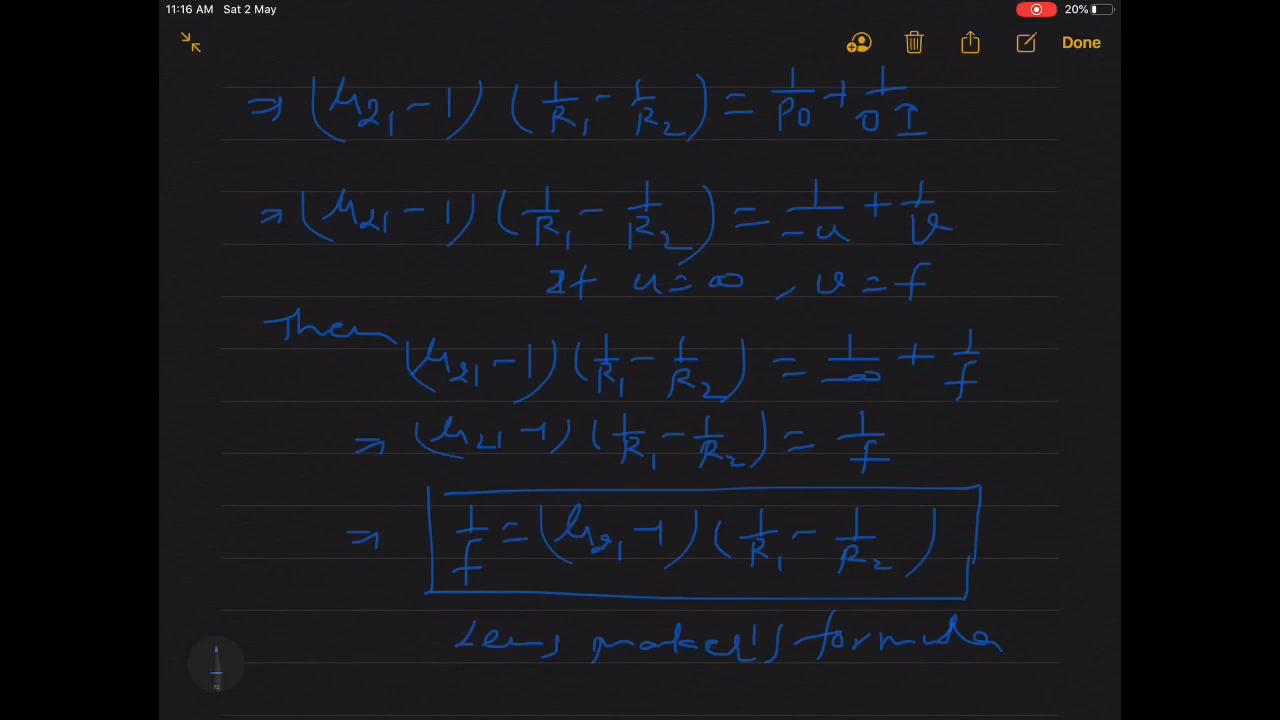 11:16 AM Sat 2 May 20%
Done
⇒ (μ₂₁ − 1) (1/R₁ − 1/R₂) = 1/PO + 1/OI
⇒ (μ₂₁ − 1) (1/R₁ − 1/R₂) = 1/−u + 1/v
If u = ∞ , v = f
Then (μ₂₁ − 1) (1/R₁ − 1/R₂) = 1/−∞ + 1/f
⇒ (μ₂₁ − 1) (1/R₁ − 1/R₂) = 1/f
⇒ 1/f = (μ₂₁ − 1) (1/R₁ − 1/R₂)
Lens maker's formula